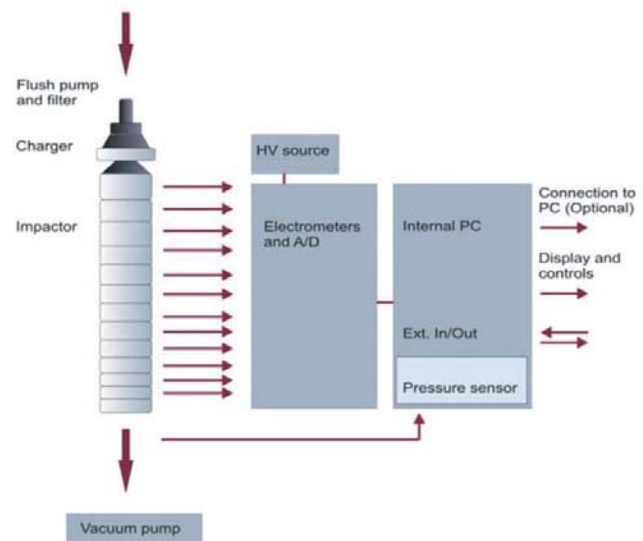 Flush pump
and filter
Charger
Impactor
HV source
Electrometers
and A/D
Internal PC
Ext. In/Out
Pressure sensor
Connection to
PC (Optional)
Display and
controls
Vacuum pump